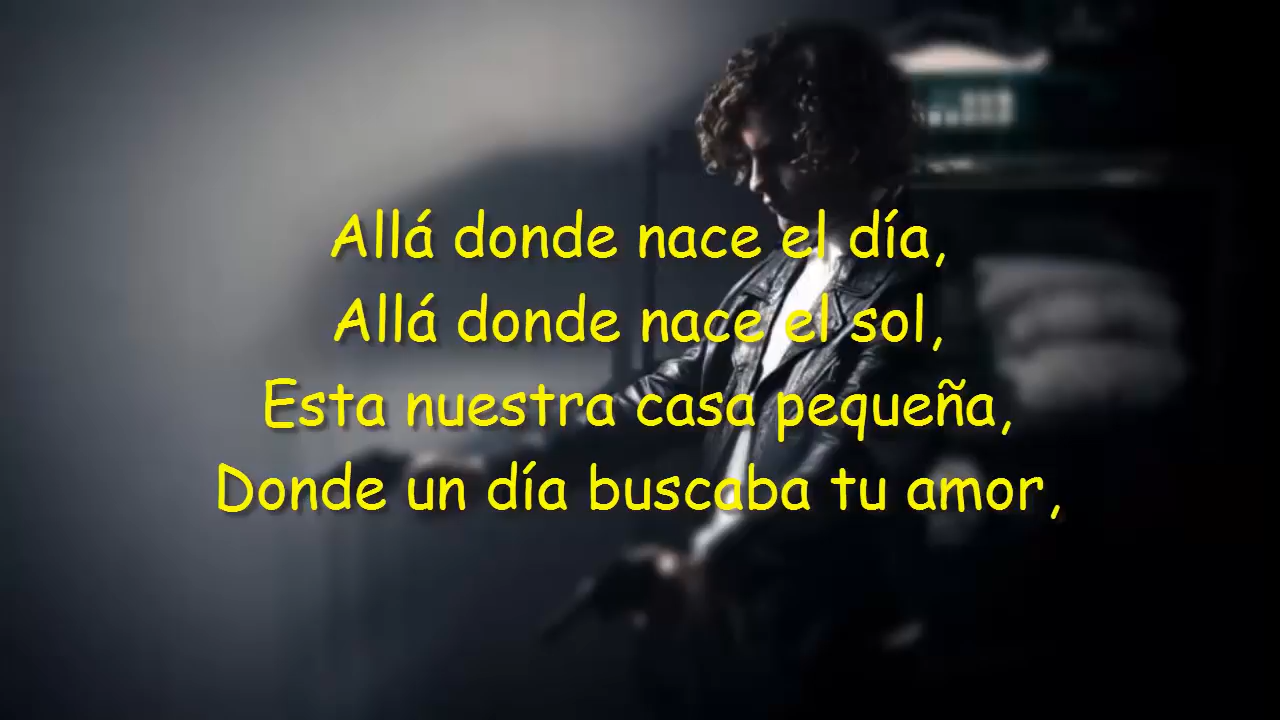 Allá donde nace el día,
Allá donde nace el sol,
Esta nuestra casa pequeña,
Donde un día buscaba tu amor,